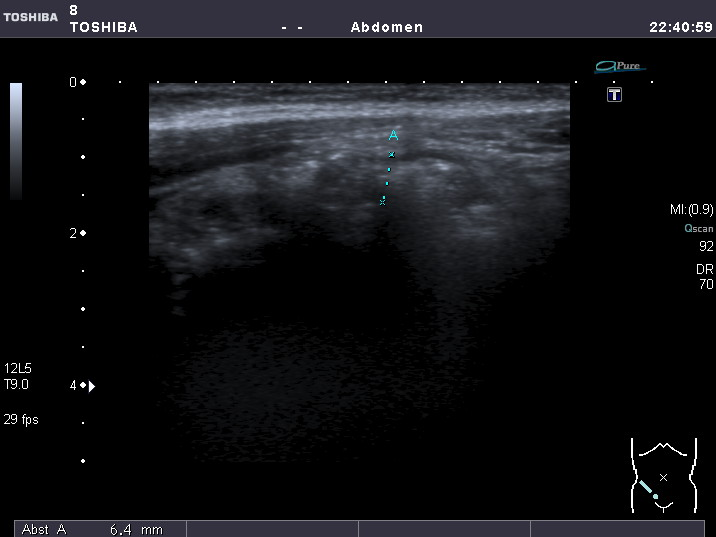 TOSHIBA
8
TOSHIBA
- -
Abdomen
22:40:59
0
A
Pure
T
2
MI:(0.9)
Qscan
92
DR
70
12L5
T9.0
4
29 fps
Abst A 6.4 mm